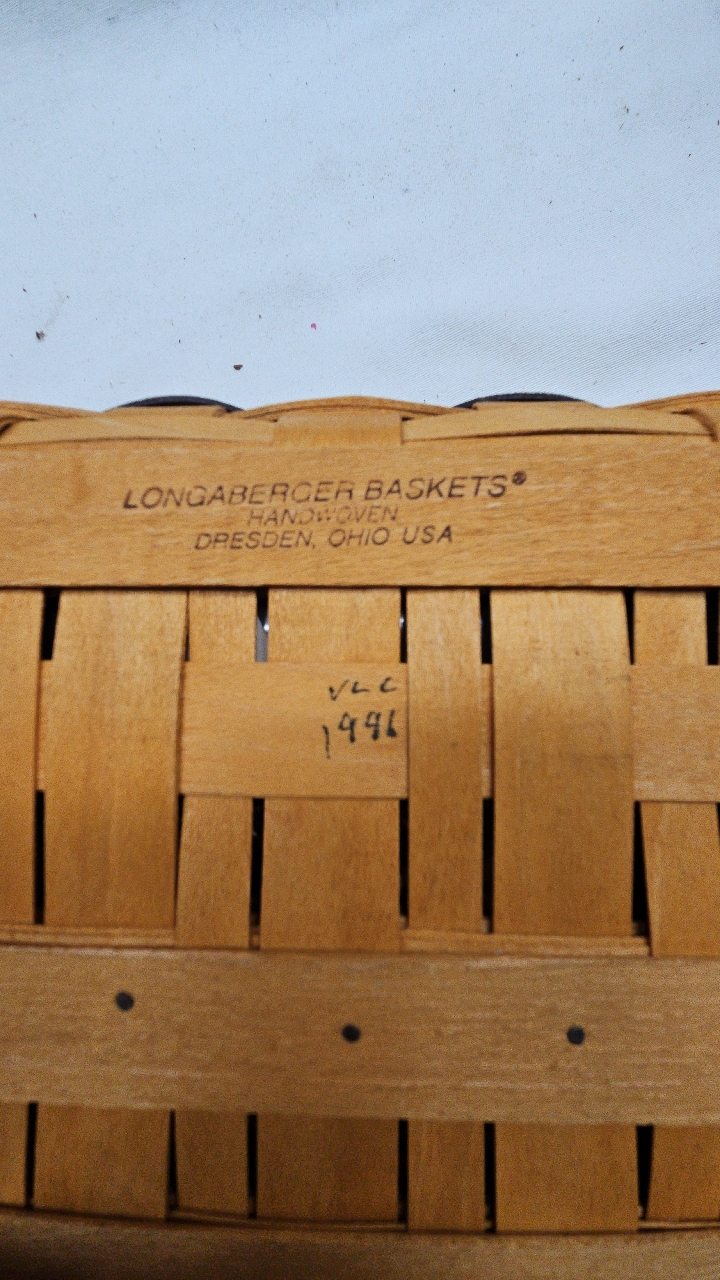 LONGABERGER BASKETS®
HANDWOVEN
DRESDEN, OHIO USA
VLC
1996